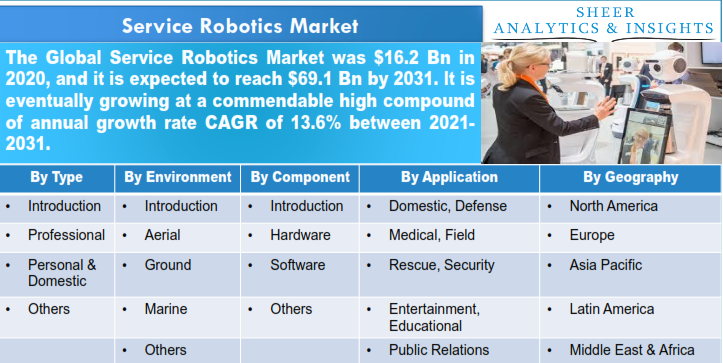 Service Robotics Market
SHEER
ANALYTICS & INSIGHTS
The Global Service Robotics Market was $16.2 Bn in
2020, and it is expected to reach $69.1 Bn by 2031. It is
eventually growing at a commendable high compound
of annual growth rate CAGR of 13.6% between 2021-
2031.
By Type By Environment By Component By Application By Geography
• Introduction • Introduction • Introduction • Domestic, Defense • North America
• Professional • Aerial • Hardware • Medical, Field • Europe
• Personal & • Ground • Software • Rescue, Security • Asia Pacific
Domestic
• Others • Marine • Others • Entertainment, • Latin America
Educational
• Others • Public Relations • Middle East & Africa